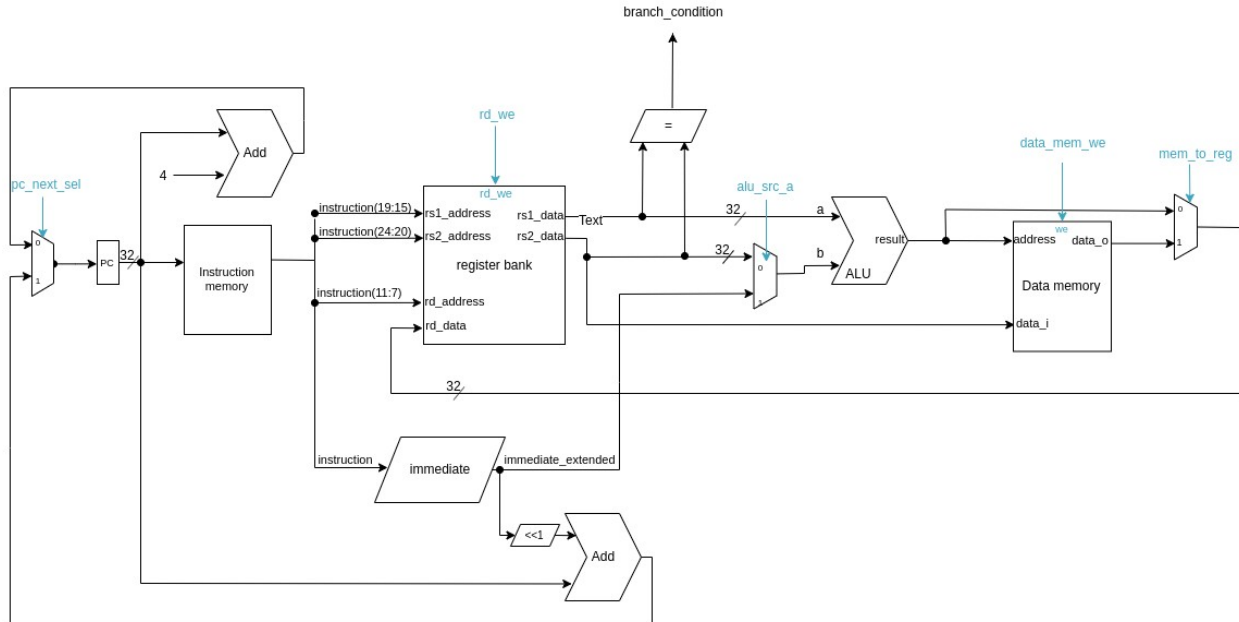 branch_condition
rd_we
=
Add
4
pc_next_sel
data_mem_we
mem_to_reg
alu_src_a
rd_we
instruction(19:15)
rs1_address
rs1_data
Text
32
a
0
we
instruction(24:20)
rs2_address
rs2_data
0
PC
32
32
b
result
address
data_o
1
Instruction
memory
register bank
0
ALU
1
Data memory
instruction(11:7)
rd_address
1
rd_data
data_i
32
instruction
immediate
immediate_extended
<<1
Add